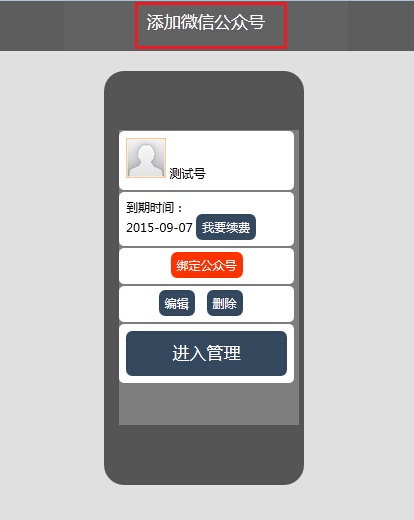 添加微信公众号
测试号
到期时间：
2015-09-07 我要续费
绑定公众号
编辑 删除
进入管理